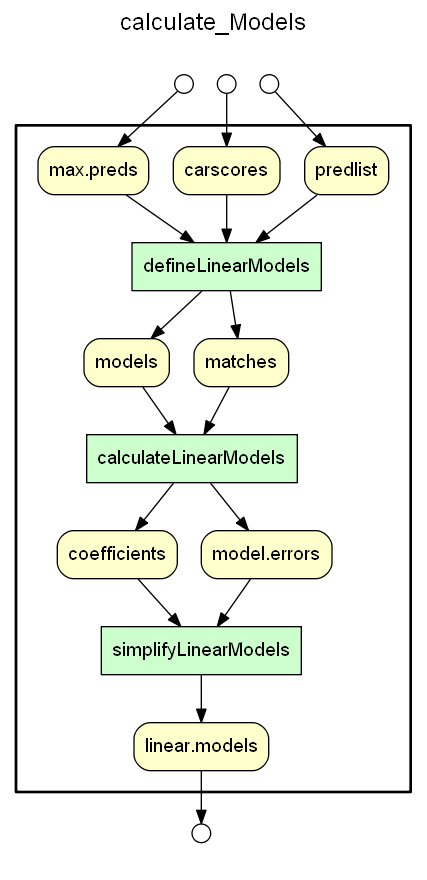 calculate_Models
max.preds
carscores
predlist
defineLinearModels
models
matches
calculateLinearModels
coefficients
model.errors
simplifyLinearModels
linear.models